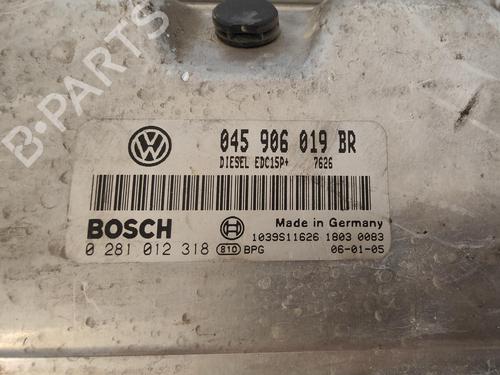 B-PARTS
045 906 019 BR
DIESEL EDC15P+ 7626
BOSCH
Made in Germany
1039S11626 1803 0083
0 281 012 318 810 BPG 06-01-05